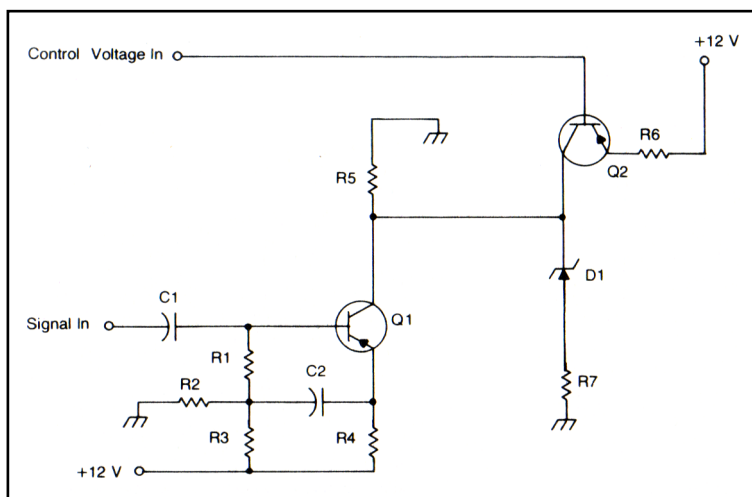 +12 V
Control Voltage In
R6
Q2
R5
D1
C1
Signal In
Q1
R1
C2
R7
R2
R3
R4
+12 V